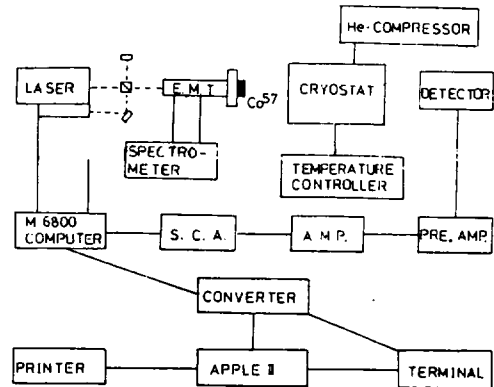 He-COMPRESSOR
LASER
E.M.T
Co57
CRYOSTAT
DETECTOR
SPECTRO-
METER
TEMPERATURE
CONTROLLER
M 6800
COMPUTER
S.C.A.
AMP.
PRE.AMP.
CONVERTER
PRINTER
APPLE II
TERMINAL